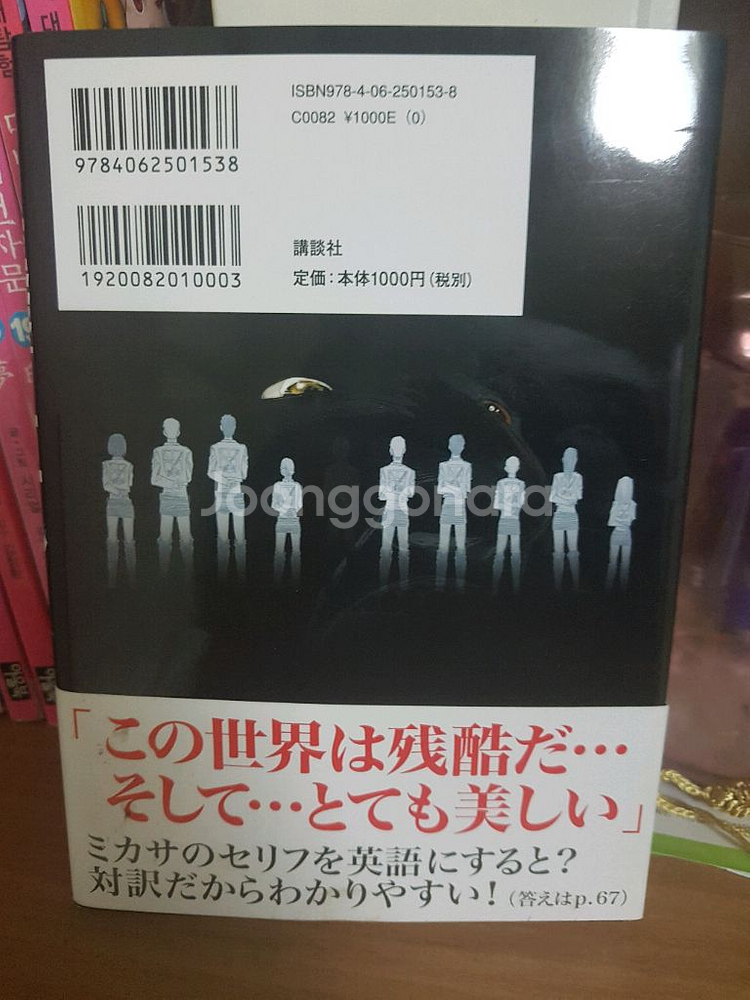 ISBN978-4-06-250153-8
C0082 ¥1000E (0)
9784062501538
1920082010003
講談社
定価：本体1000円（税別）
Joonggonara
「この世界は残酷だ…
そして…とても美しい」
ミカサのセリフを英語にすると？
対訳だからわかりやすい！（答えはp.67）